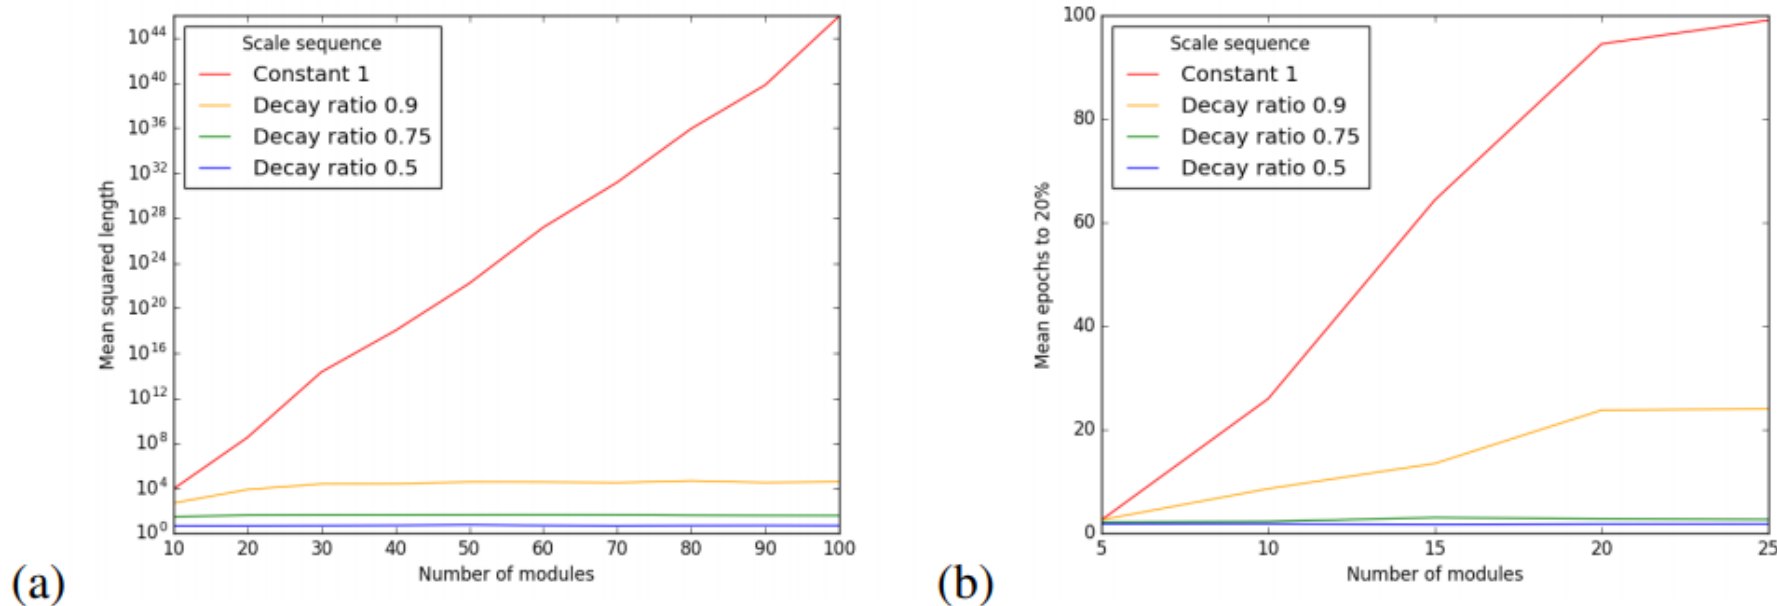 10^44
10^40
10^36
10^32
10^28
10^24
10^20
10^16
10^12
10^8
10^4
10^0
Mean squared length
Scale sequence
Constant 1
Decay ratio 0.9
Decay ratio 0.75
Decay ratio 0.5
10 20 30 40 50 60 70 80 90 100
Number of modules
(a)
100
80
60
40
20
0
Mean epochs to 20%
Scale sequence
Constant 1
Decay ratio 0.9
Decay ratio 0.75
Decay ratio 0.5
5 10 15 20 25
Number of modules
(b)